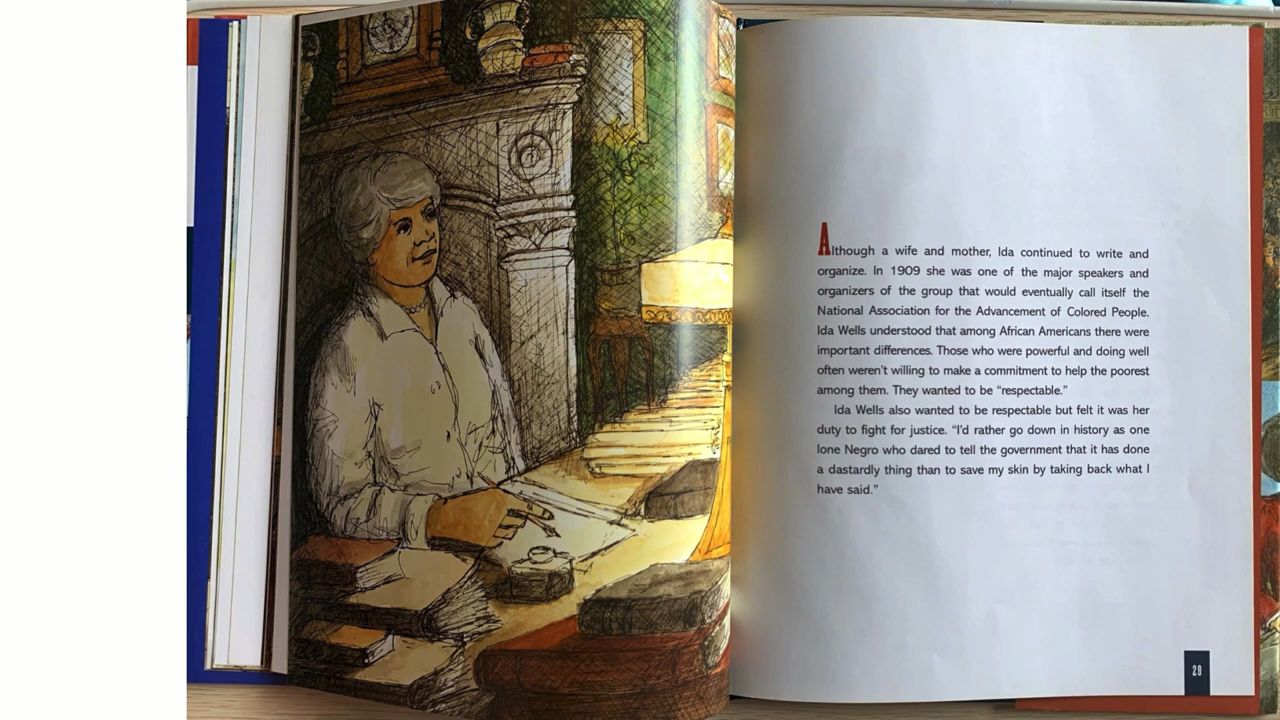 Although a wife and mother, Ida continued to write and
organize. In 1909 she was one of the major speakers and
organizers of the group that would eventually call itself the
National Association for the Advancement of Colored People.
Ida Wells understood that among African Americans there were
important differences. Those who were powerful and doing well
often weren't willing to make a commitment to help the poorest
among them. They wanted to be “respectable.”
Ida Wells also wanted to be respectable but felt it was her
duty to fight for justice. “I'd rather go down in history as one
lone Negro who dared to tell the government that it has done
a dastardly thing than to save my skin by taking back what I
have said.”
29